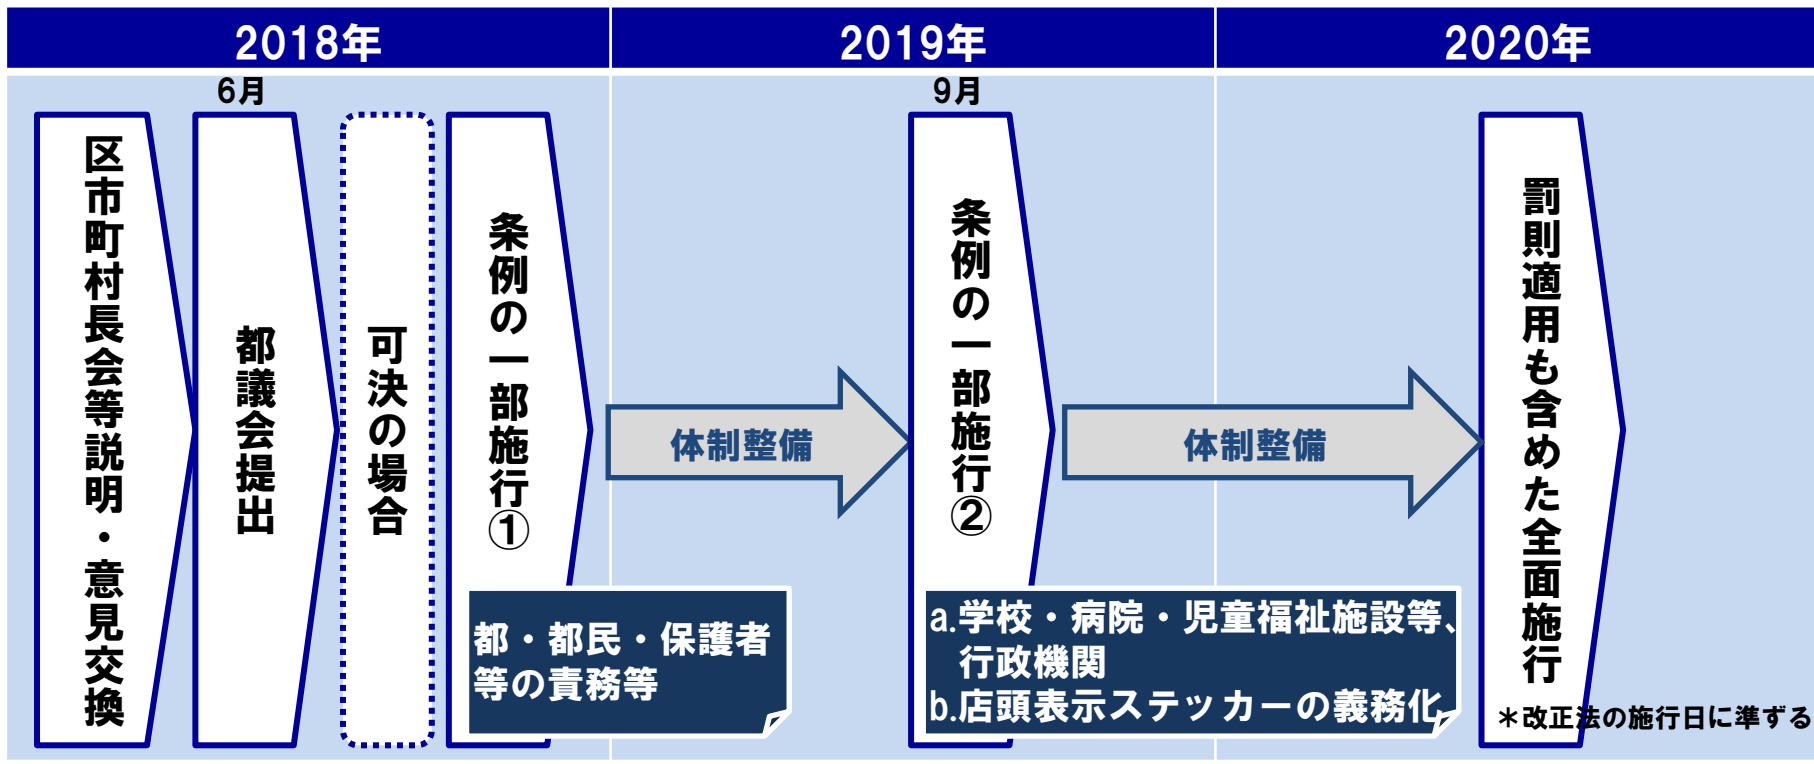 2018年
2019年
2020年
6月
9月
区市町村長会等説明・意見交換
都議会提出
可決の場合
条例の一部施行①
体制整備
条例の一部施行②
体制整備
罰則適用も含めた全面施行
都・都民・保護者
等の責務等
a.学校・病院・児童福祉施設等、
行政機関
b.店頭表示ステッカーの義務化
＊改正法の施行日に準ずる